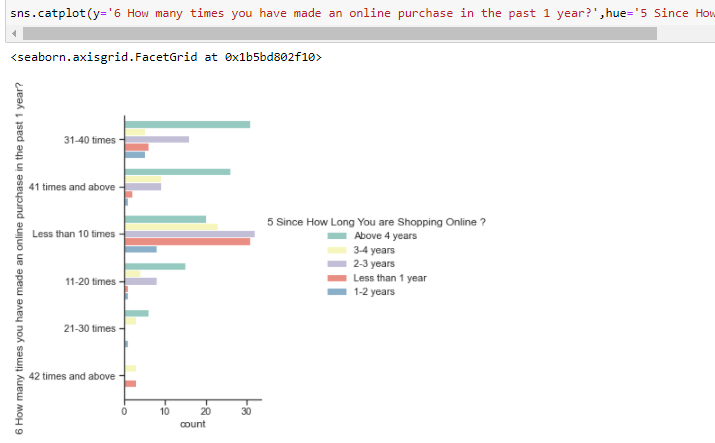 sns.catplot(y='6 How many times you have made an online purchase in the past 1 year?',hue='5 Since How
<seaborn.axisgrid.FacetGrid at 0x1b5bd802f10>
6 How many times you have made an online purchase in the past 1 year?
31-40 times
41 times and above
Less than 10 times
11-20 times
21-30 times
42 times and above
0 10 20 30
count
5 Since How Long You are Shopping Online ?
Above 4 years
3-4 years
2-3 years
Less than 1 year
1-2 years